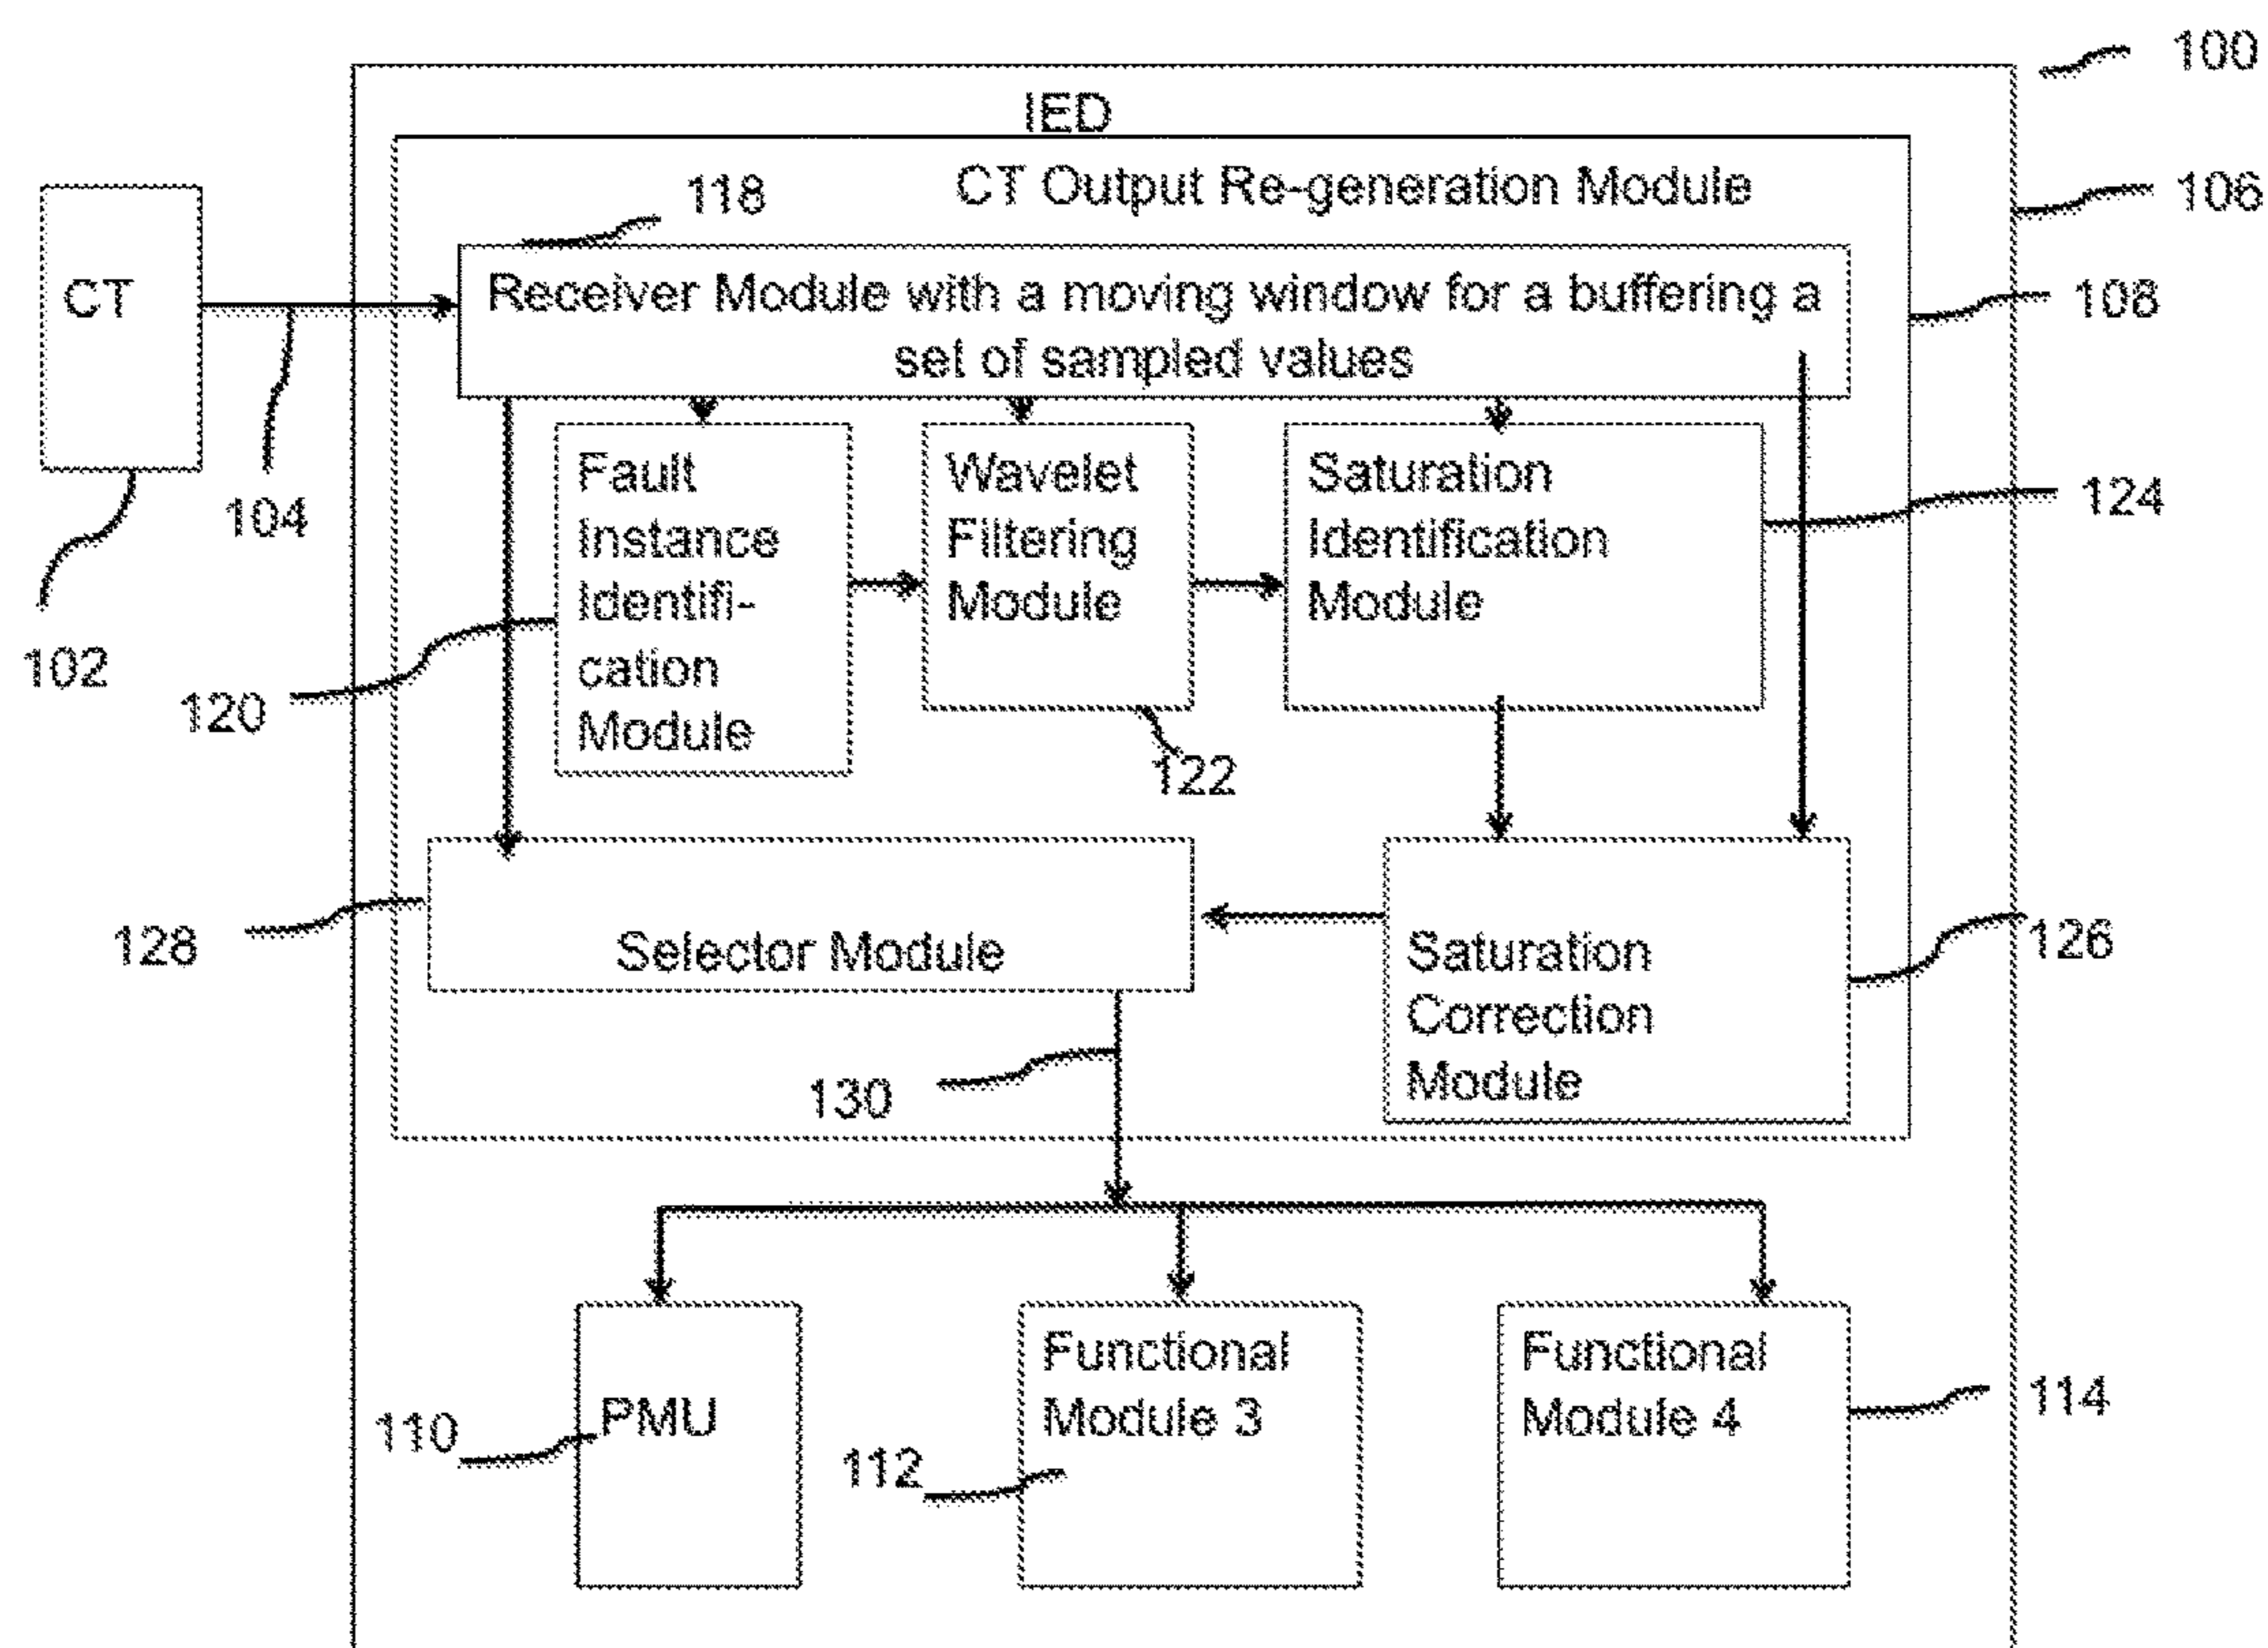 100
IED
106
118
CT Output Re-generation Module
CT
Receiver Module with a moving window for a buffering a
set of sampled values
108
104
102
Fault
Instance
Identifi-
cation
Module
Wavelet
Filtering
Module
Saturation
Identification
Module
124
120
122
128
Selector Module
Saturation
Correction
Module
126
130
110
PMU
Functional
Module 3
112
Functional
Module 4
114